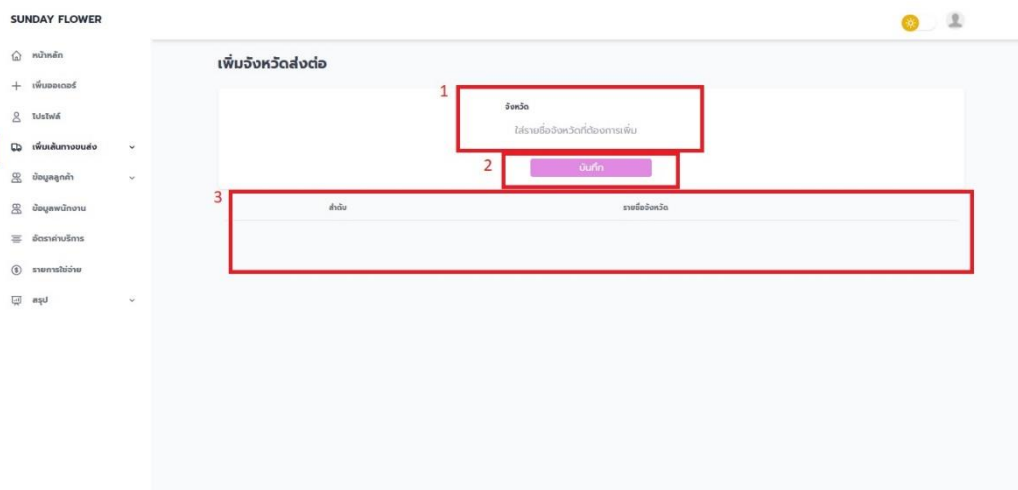 SUNDAY FLOWER
หน้าหลัก
เพิ่มออเดอร์
โปรไฟล์
เพิ่มเส้นทางขนส่ง
ข้อมูลลูกค้า
ข้อมูลพนักงาน
อัตราค่าบริการ
รายการใช้จ่าย
สรุป
เพิ่มจังหวัดส่งต่อ
1
จังหวัด
ใส่รายชื่อจังหวัดที่ต้องการเพิ่ม
2
บันทึก
3
ลำดับ รายชื่อจังหวัด